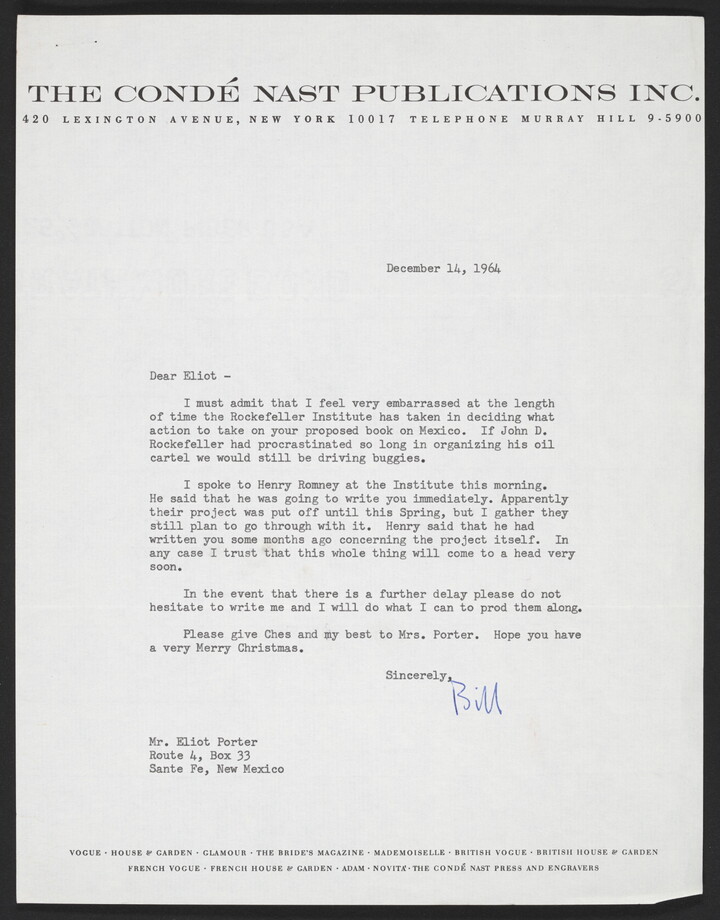 THE CONDÉ NAST PUBLICATIONS INC.
420 LEXINGTON AVENUE, NEW YORK 10017 TELEPHONE MURRAY HILL 9-5900
December 14, 1964
Dear Eliot -
I must admit that I feel very embarrassed at the length
of time the Rockefeller Institute has taken in deciding what
action to take on your proposed book on Mexico. If John D.
Rockefeller had procrastinated so long in organizing his oil
cartel we would still be driving buggies.
I spoke to Henry Romney at the Institute this morning.
He said that he was going to write you immediately. Apparently
their project was put off until this Spring, but I gather they
still plan to go through with it. Henry said that he had
written you some months ago concerning the project itself. In
any case I trust that this whole thing will come to a head very
soon.
In the event that there is a further delay please do not
hesitate to write me and I will do what I can to prod them along.
Please give Ches and my best to Mrs. Porter. Hope you have
a very Merry Christmas.
Sincerely,
Bill
Mr. Eliot Porter
Route 4, Box 33
Sante Fe, New Mexico
VOGUE · HOUSE & GARDEN · GLAMOUR · THE BRIDE'S MAGAZINE · MADEMOISELLE · BRITISH VOGUE · BRITISH HOUSE & GARDEN
FRENCH VOGUE · FRENCH HOUSE & GARDEN · ADAM · NOVITA' · THE CONDÉ NAST PRESS AND ENGRAVERS